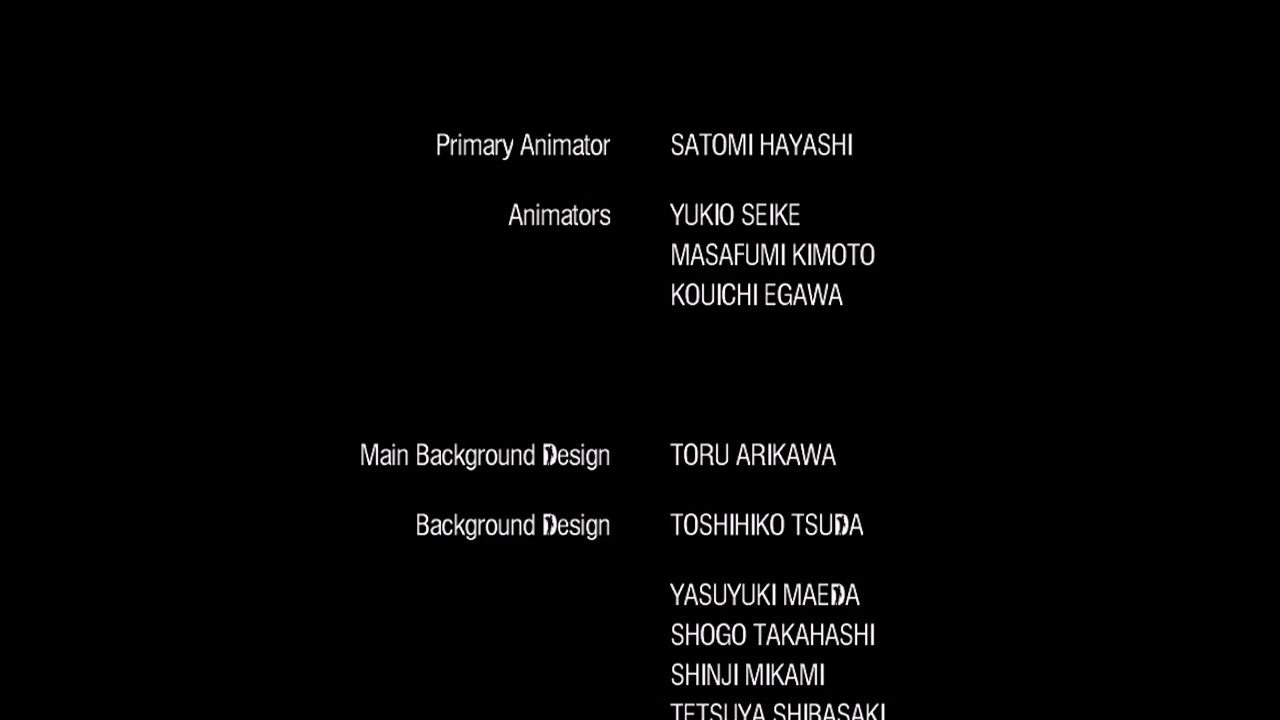 Primary Animator SATOMI HAYASHI
Animators YUKIO SEIKE
MASAFUMI KIMOTO
KOUICHI EGAWA
Main Background Design TORU ARIKAWA
Background Design TOSHIHIKO TSUDA
YASUYUKI MAEDA
SHOGO TAKAHASHI
SHINJI MIKAMI
TETSUYA SHIBASAKI